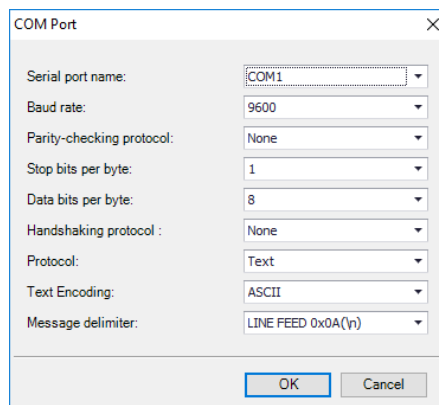 COM Port
Serial port name: COM1
Baud rate: 9600
Parity-checking protocol: None
Stop bits per byte: 1
Data bits per byte: 8
Handshaking protocol : None
Protocol: Text
Text Encoding: ASCII
Message delimiter: LINE FEED 0x0A(\n)
OK Cancel